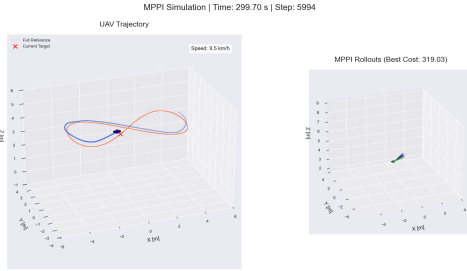 MPPI Simulation | Time: 299.70 s | Step: 5994
UAV Trajectory
Full Reference
Current Target
Speed: 9.5 km/h
X [m]
Y [m]
Z [m]
MPPI Rollouts (Best Cost: 319.03)
X [m]
Y [m]
Z [m]